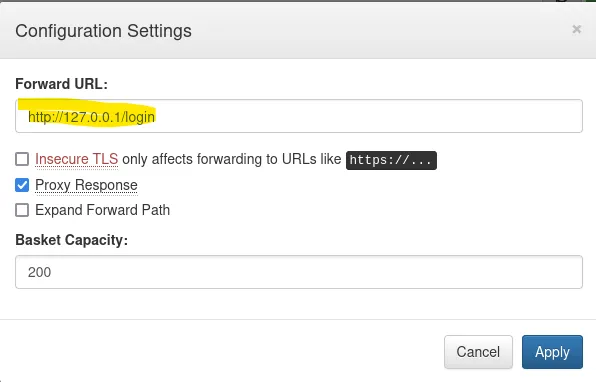 Configuration Settings ×
Forward URL:
http://127.0.0.1/login
Insecure TLS only affects forwarding to URLs like https://...
Proxy Response
Expand Forward Path
Basket Capacity:
200
Cancel Apply